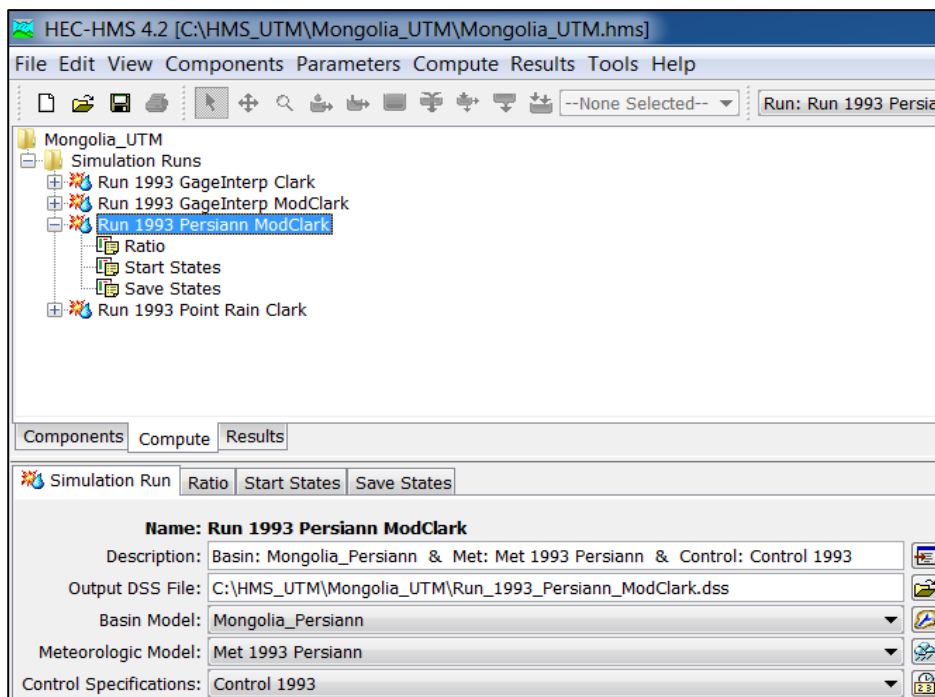 HEC-HMS 4.2 [C:\HMS_UTM\Mongolia_UTM\Mongolia_UTM.hms]
File Edit View Components Parameters Compute Results Tools Help
--None Selected-- Run: Run 1993 Persia
Mongolia_UTM
Simulation Runs
Run 1993 GageInterp Clark
Run 1993 GageInterp ModClark
Run 1993 Persiann ModClark
Ratio
Start States
Save States
Run 1993 Point Rain Clark
Components Compute Results
Simulation Run Ratio Start States Save States
Name: Run 1993 Persiann ModClark
Description: Basin: Mongolia_Persiann & Met: Met 1993 Persiann & Control: Control 1993
Output DSS File: C:\HMS_UTM\Mongolia_UTM\Run_1993_Persiann_ModClark.dss
Basin Model: Mongolia_Persiann
Meteorologic Model: Met 1993 Persiann
Control Specifications: Control 1993